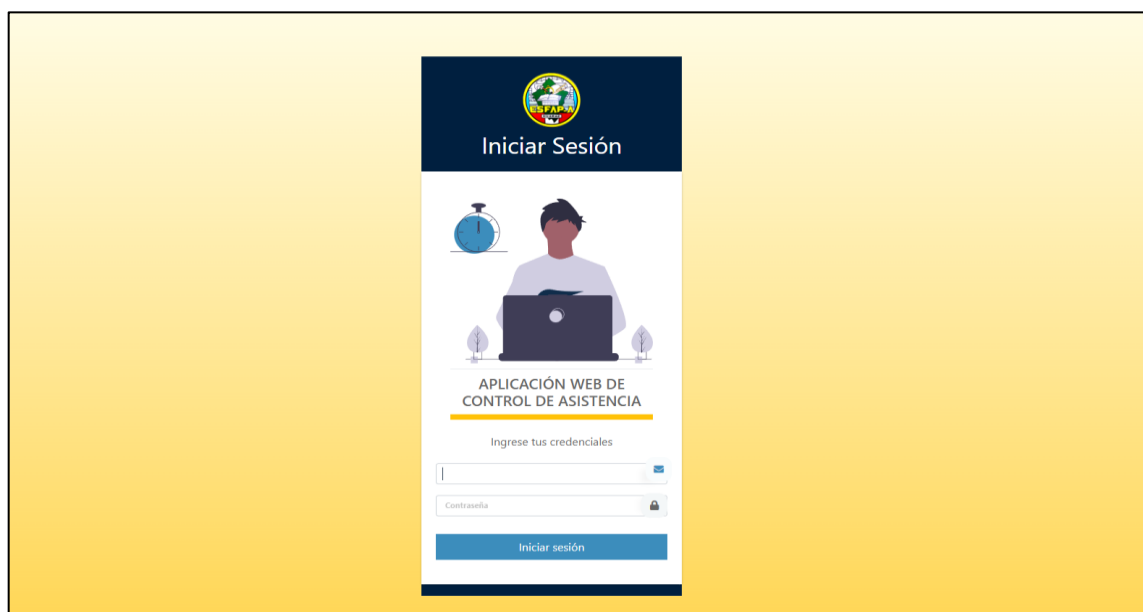 ESFAP-A
Iniciar Sesión
APLICACIÓN WEB DE
CONTROL DE ASISTENCIA
Ingrese tus credenciales
Contraseña
Iniciar sesión